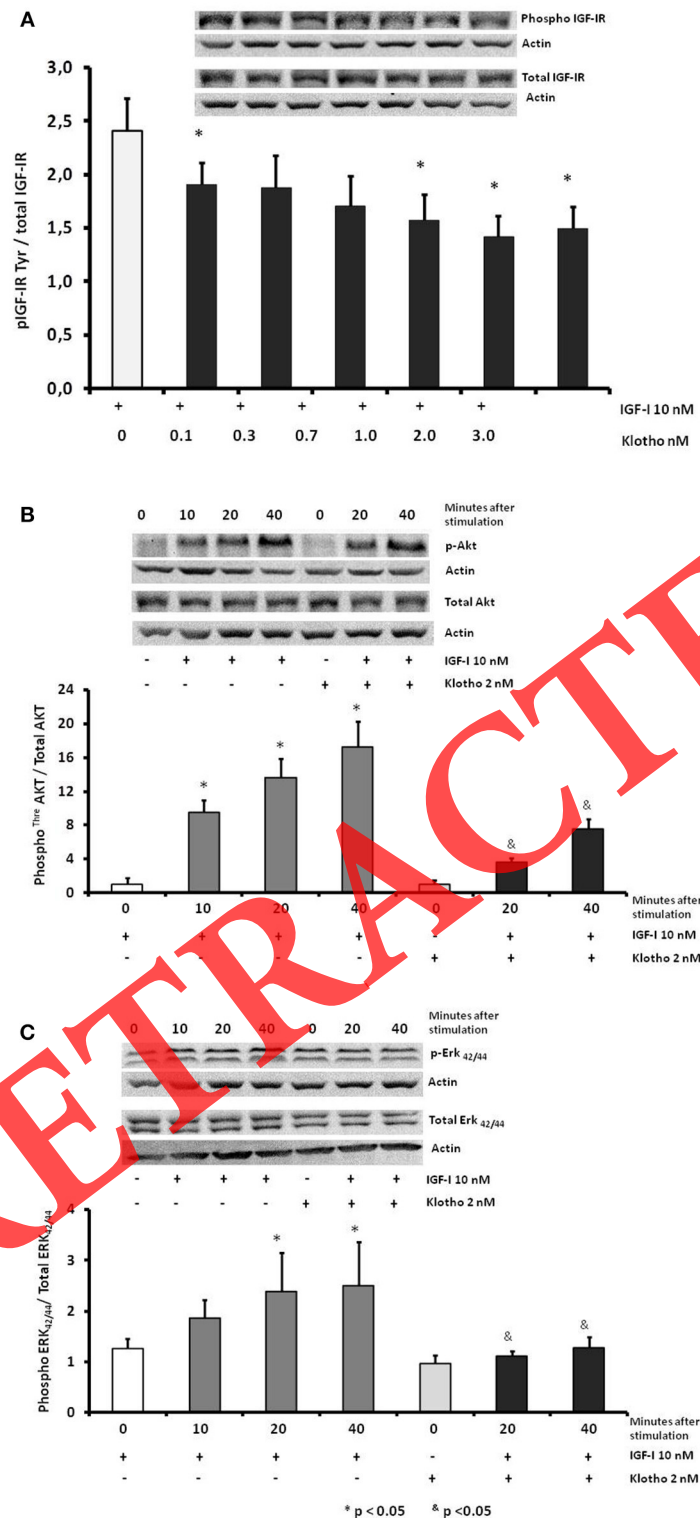 A
Phospho IGF-IR
Actin
Total IGF-IR
Actin
3,0
2,5
2,0
1,5
1,0
0,5
0,0
pIGF-IR Tyr / total IGF-IR
* * * *
+ + + + + + + IGF-I 10 nM
0 0.1 0.3 0.7 1.0 2.0 3.0 Klotho nM
B
0 10 20 40 0 20 40 Minutes after stimulation
p-Akt
Actin
Total Akt
Actin
- + + + - + + IGF-I 10 nM
- - - - + + + Klotho 2 nM
24
20
16
12
8
4
0
Phospho Thre AKT / Total AKT
* * * & &
0 10 20 40 0 20 40 Minutes after stimulation
+ + + + - + + IGF-I 10 nM
- - - - + + + Klotho 2 nM
RETRACTE
C
0 10 20 40 0 20 40 Minutes after stimulation
p-Erk 42/44
Actin
Total Erk 42/44
Actin
- + + + - + + IGF-I 10 nM
- - - - + + + Klotho 2 nM
4
3
2
1
0
Phospho ERK42/44/ Total ERK42/44
* * & &
0 10 20 40 0 20 40 Minutes after stimulation
+ + + + - + + IGF-I 10 nM
- - - - + + + Klotho 2 nM
* p < 0.05 & p <0.05